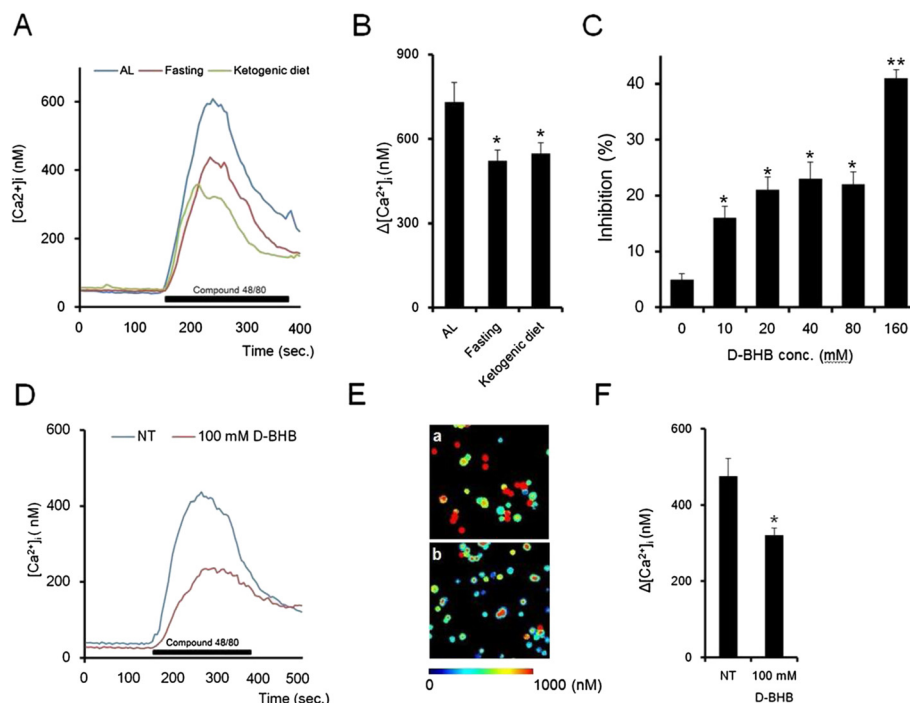 A
AL Fasting Ketogenic diet
[Ca2+]i (nM)
600
400
200
0
Compound 48/80
0 100 200 300 400
Time (sec.)
B
Δ[Ca²⁺]i (nM)
900
600
300
0
* *
AL Fasting Ketogenic diet
C
Inhibition (%)
40
30
20
10
0
* * * * **
0 10 20 40 80 160
D-BHB conc. (mM)
D
NT 100 mM D-BHB
[Ca²⁺]i ( nM)
600
400
200
0
Compound 48/80
0 100 200 300 400 500
Time (sec.)
E
a
b
0 1000 (nM)
F
Δ[Ca²⁺]i (nM)
600
400
200
0
*
NT 100 mM
D-BHB